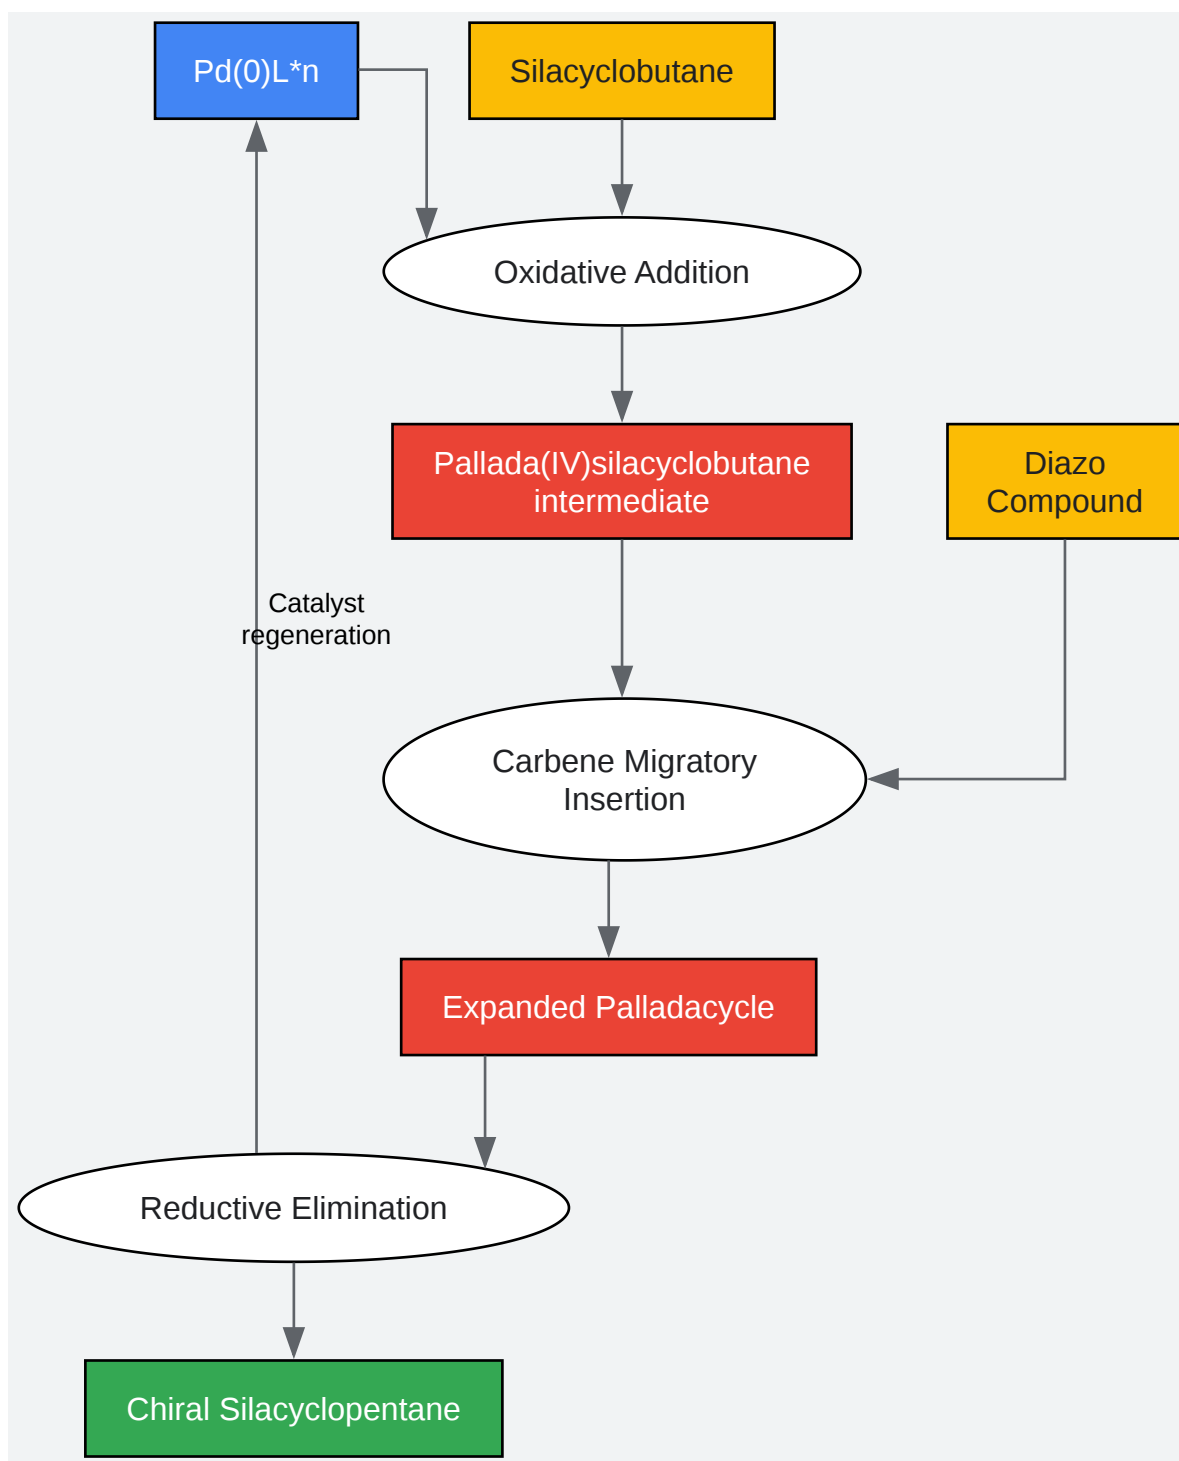 Pd(0)L*n
Silacyclobutane
Oxidative Addition
Pallada(IV)silacyclobutane
intermediate
Diazo
Compound
Catalyst
regeneration
Carbene Migratory
Insertion
Expanded Palladacycle
Reductive Elimination
Chiral Silacyclopentane